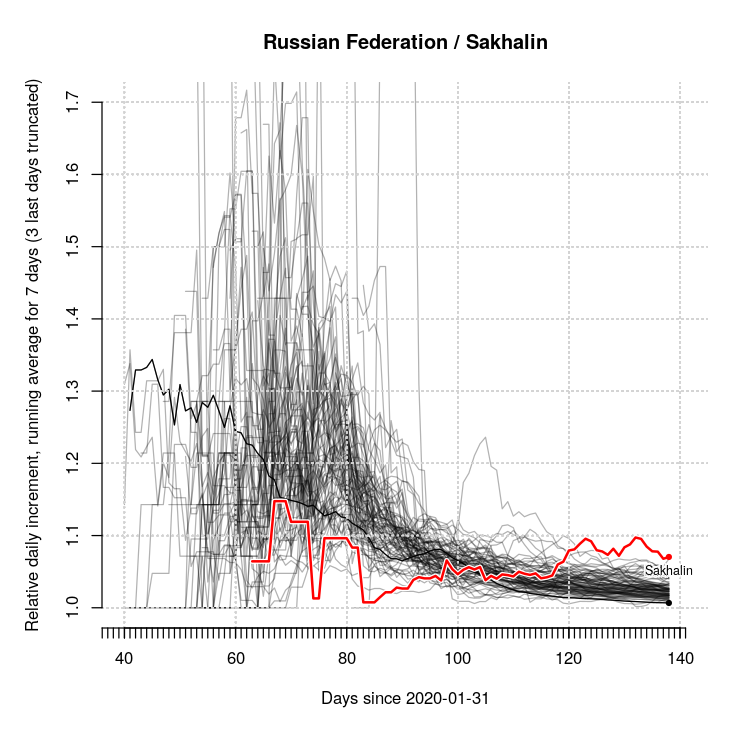 Russian Federation / Sakhalin
Relative daily increment, running average for 7 days (3 last days truncated)
1.7
1.6
1.5
1.4
1.3
1.2
1.1
1.0
Sakhalin
40 60 80 100 120 140
Days since 2020-01-31